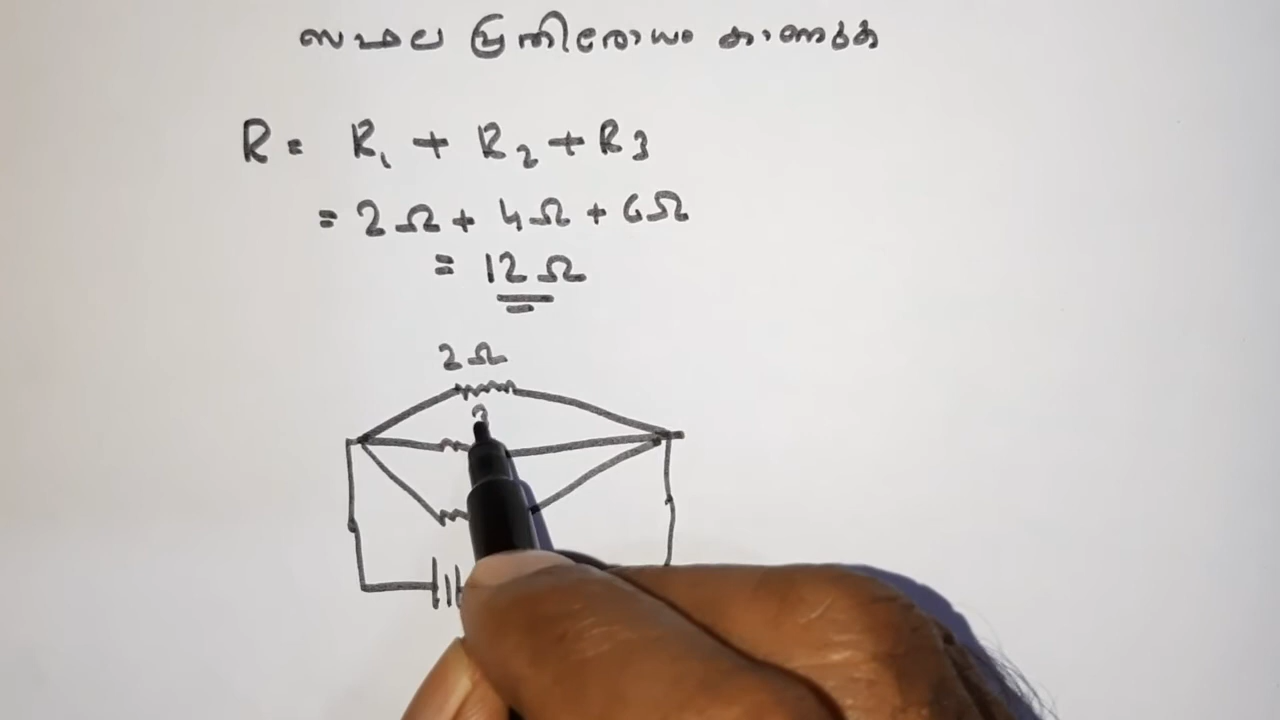 സഫല പ്രതിരോധം കാണുക
R = R₁ + R₂ + R₃
= 2Ω + 4Ω + 6Ω
= 12Ω
2Ω